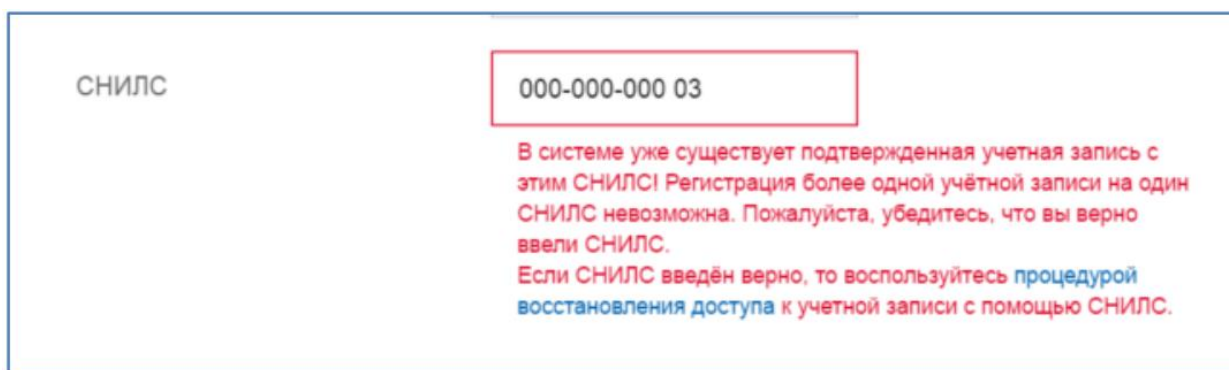 СНИЛС
000-000-000 03
В системе уже существует подтвержденная учетная запись с
этим СНИЛС! Регистрация более одной учётной записи на один
СНИЛС невозможна. Пожалуйста, убедитесь, что вы верно
ввели СНИЛС.
Если СНИЛС введён верно, то воспользуйтесь процедурой
восстановления доступа к учетной записи с помощью СНИЛС.